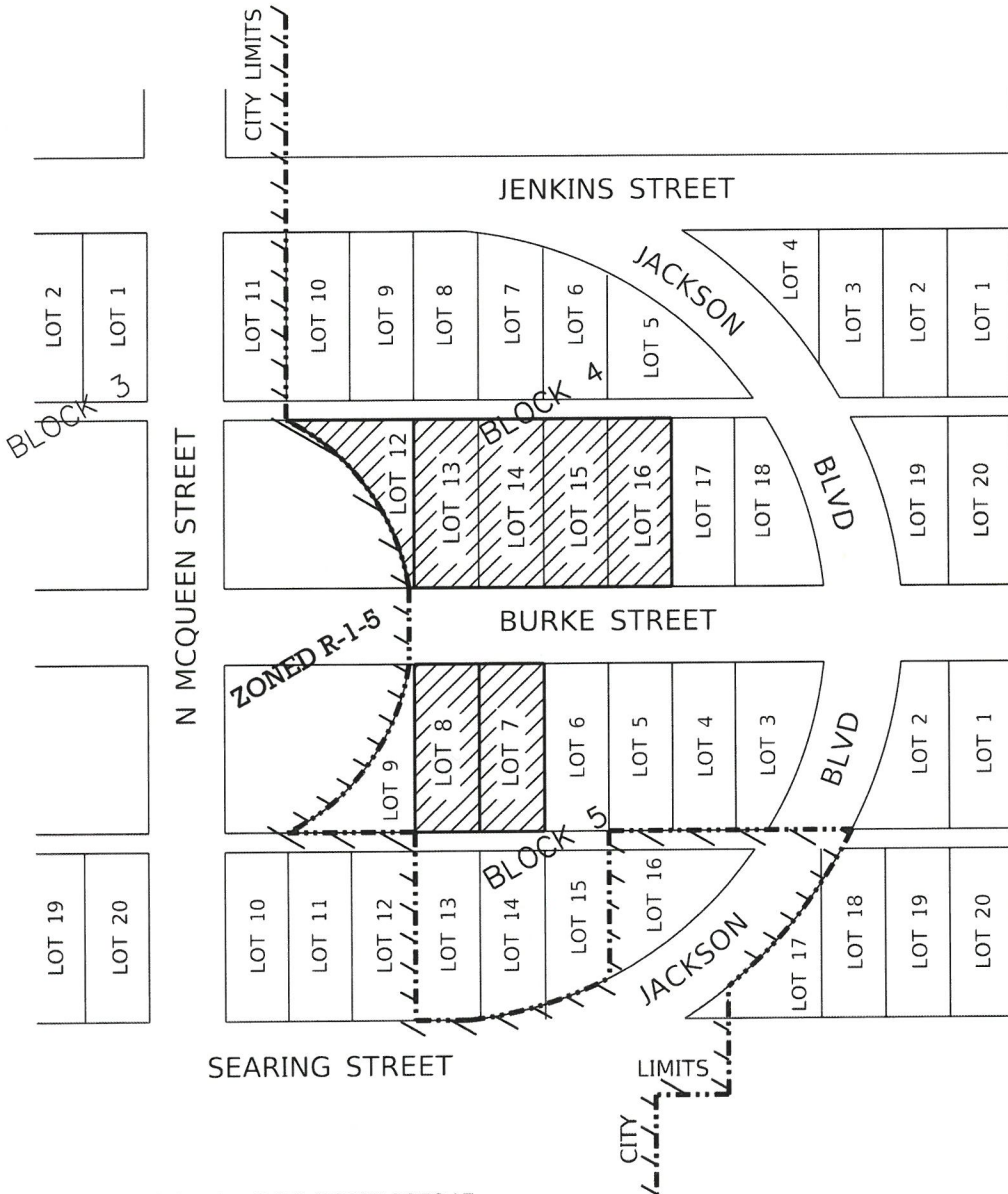 CITY LIMITS
JENKINS STREET
LOT 2
LOT 1
LOT 11
LOT 10
LOT 9
LOT 8
LOT 7
LOT 6
LOT 5
JACKSON
LOT 4
LOT 3
LOT 2
LOT 1
BLOCK 3
BLOCK 4
N MCQUEEN STREET
LOT 12
LOT 13
LOT 14
LOT 15
LOT 16
LOT 17
LOT 18
BLVD
LOT 19
LOT 20
ZONED R-1-5
BURKE STREET
LOT 9
LOT 8
LOT 7
LOT 6
LOT 5
LOT 4
LOT 3
BLVD
LOT 2
LOT 1
BLOCK 5
LOT 19
LOT 20
LOT 10
LOT 11
LOT 12
LOT 13
LOT 14
LOT 15
LOT 16
JACKSON
LOT 17
LOT 18
LOT 19
LOT 20
SEARING STREET
LIMITS
CITY